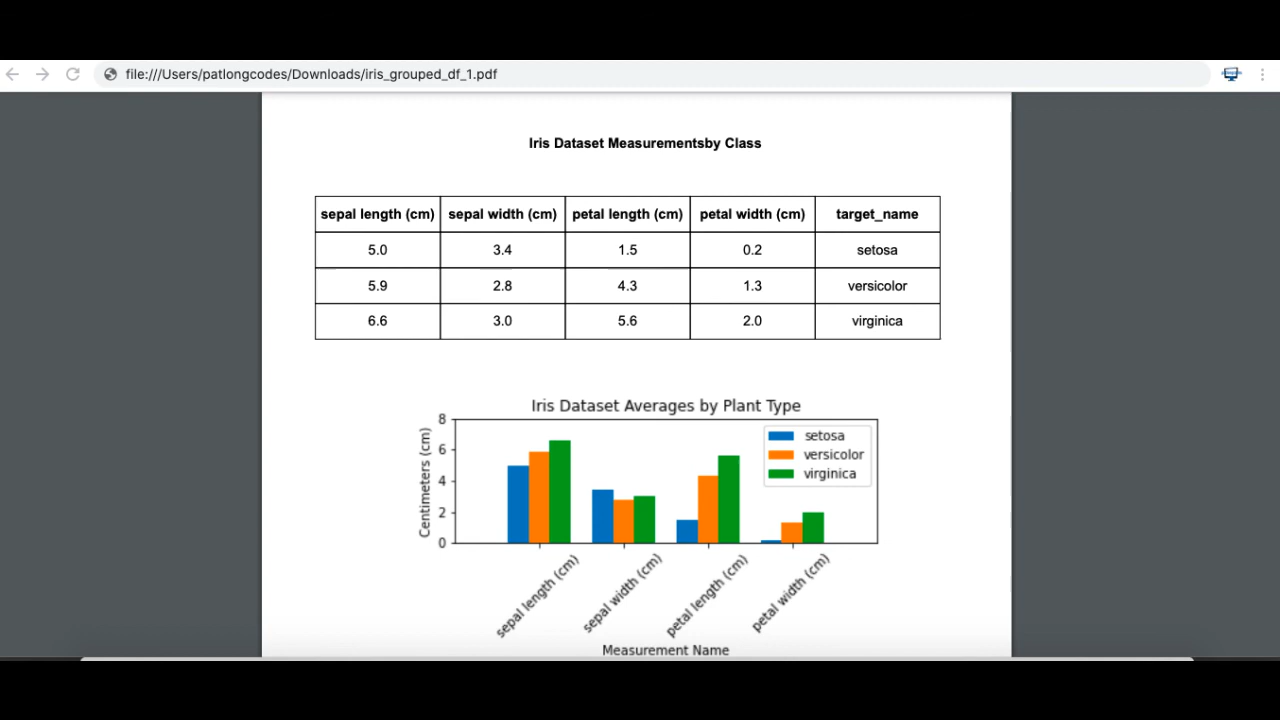 file:///Users/patlongcodes/Downloads/iris_grouped_df_1.pdf
Iris Dataset Measurementsby Class
sepal length (cm) sepal width (cm) petal length (cm) petal width (cm) target_name
5.0 3.4 1.5 0.2 setosa
5.9 2.8 4.3 1.3 versicolor
6.6 3.0 5.6 2.0 virginica
Iris Dataset Averages by Plant Type
Centimeters (cm)
8
6
4
2
0
setosa
versicolor
virginica
sepal length (cm) sepal width (cm) petal length (cm) petal width (cm)
Measurement Name